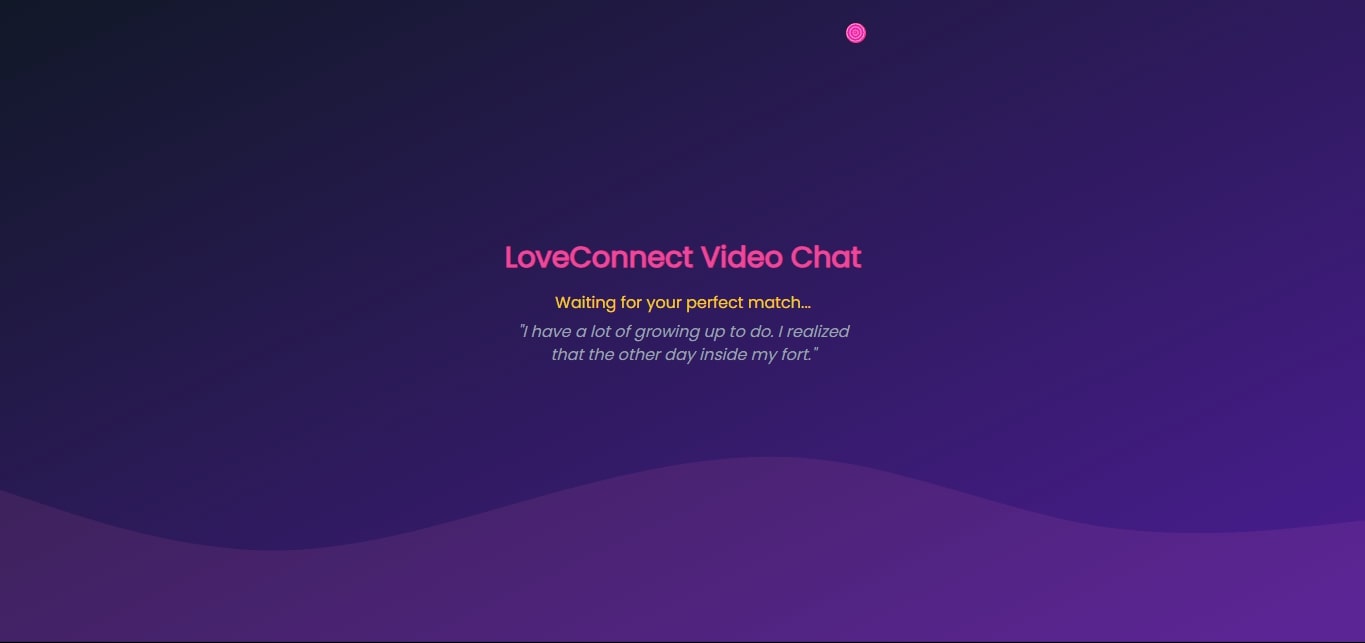 LoveConnect Video Chat
Waiting for your perfect match...
"I have a lot of growing up to do. I realized
that the other day inside my fort."